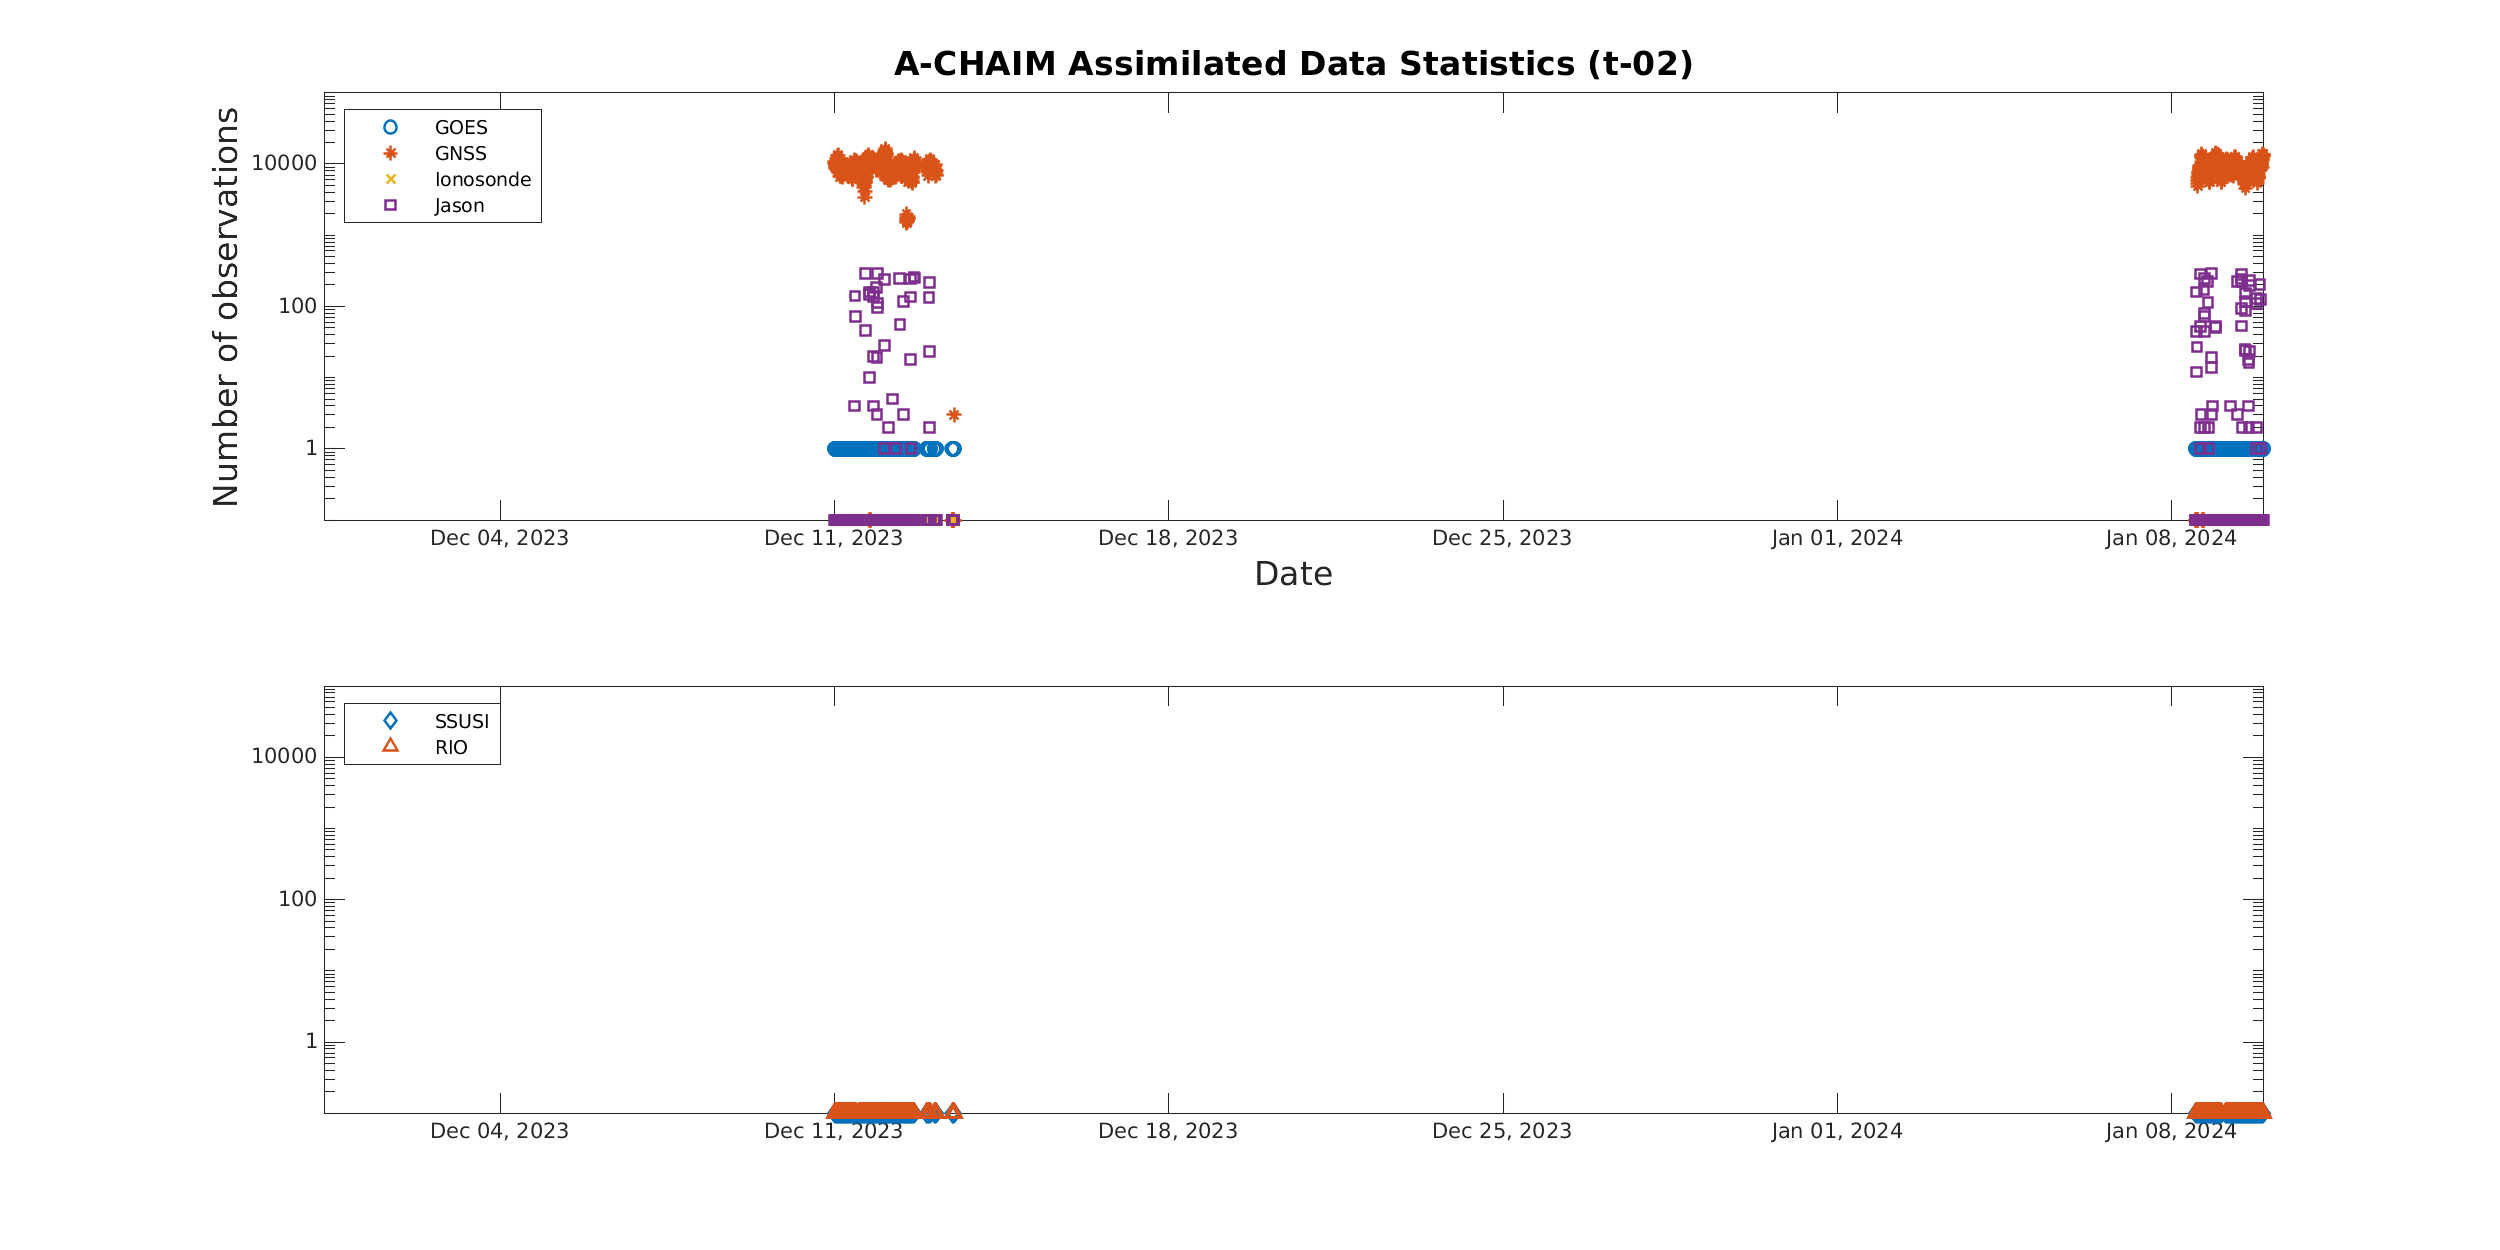 A-CHAIM Assimilated Data Statistics (t-02)
Number of observations
10000
100
1
GOES
GNSS
Ionosonde
Jason
Dec 04, 2023
Dec 11, 2023
Dec 18, 2023
Dec 25, 2023
Jan 01, 2024
Jan 08, 2024
Date
10000
100
1
SSUSI
RIO
Dec 04, 2023
Dec 11, 2023
Dec 18, 2023
Dec 25, 2023
Jan 01, 2024
Jan 08, 2024